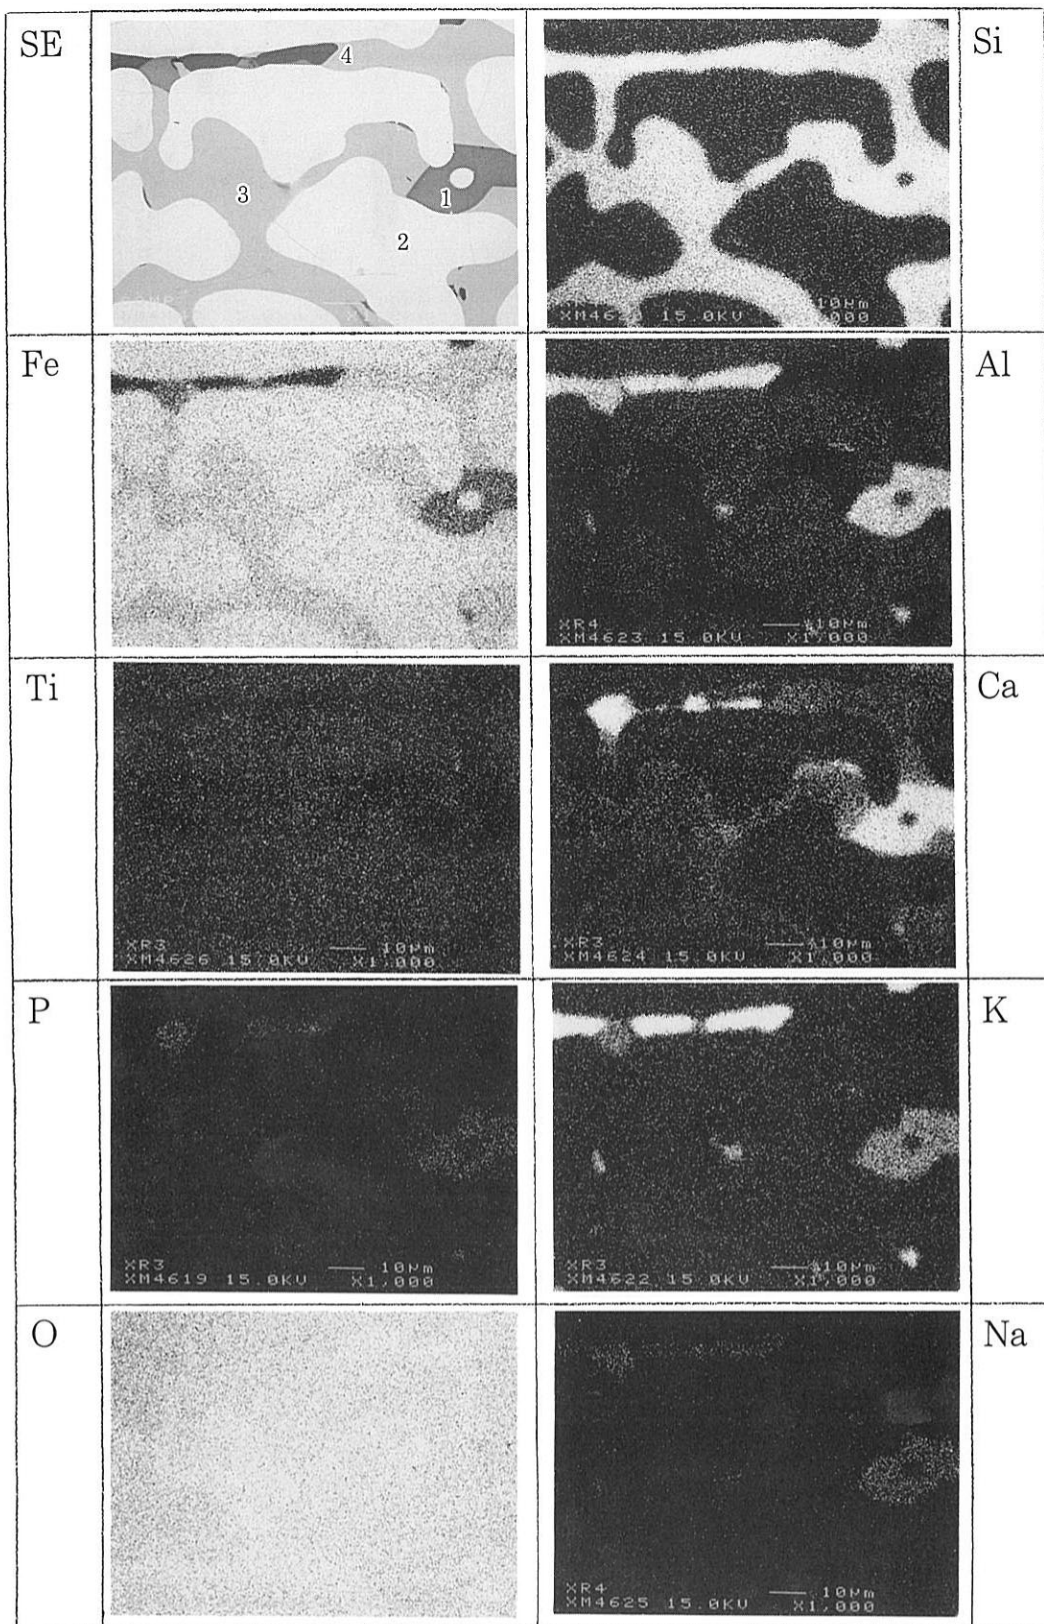 SE
4
3
1
2
Si
10μm
XM4620 15.0KV
Fe
Al
XR4
10μm
XM4623 15.0KV X1,000
Ti
XR3
10μm
XM4626 15.0KV X1,000
Ca
XR3
10μm
XM4624 15.0KV X1,000
P
XR3
10μm
XM4619 15.0KV X1,000
K
XR3
10μm
XM4622 15.0KV X1,000
O
Na
XR4
10μm
XM4625 15.0KV X1,000